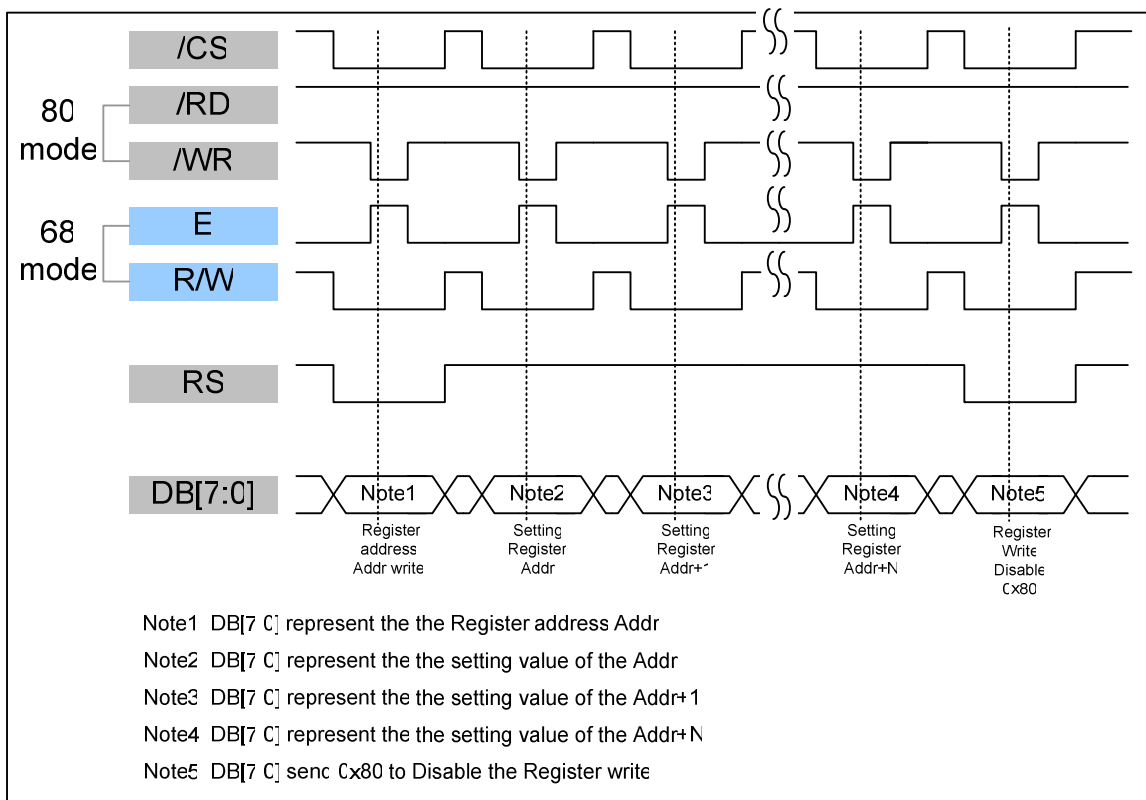 /CS
80 mode
/RD
/WR
68 mode
E
R/W
RS
DB[7:0]
Note1
Note2
Note3
Note4
Note5
Register address Addr write
Setting Register Addr
Setting Register Addr+1
Setting Register Addr+N
Register Write Disable 0x80
Note1 DB[7 0] represent the the Register address Addr
Note2 DB[7 0] represent the the setting value of the Addr
Note3 DB[7 0] represent the the setting value of the Addr+1
Note4 DB[7 0] represent the the setting value of the Addr+N
Note5 DB[7 0] send 0x80 to Disable the Register write